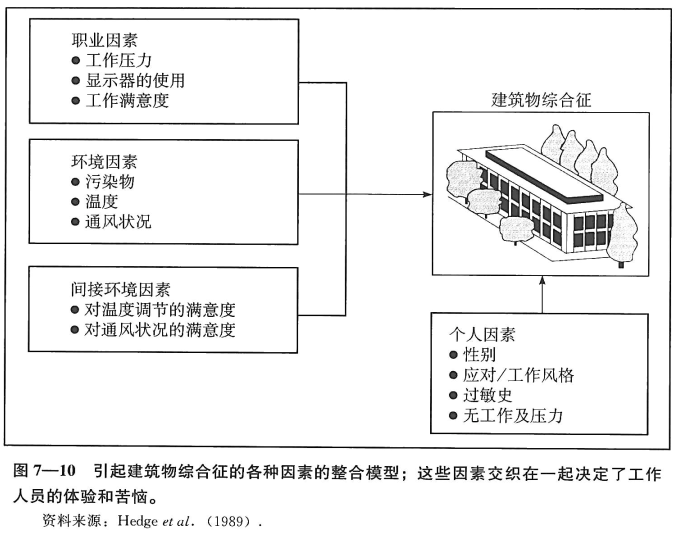 职业因素
● 工作压力
● 显示器的使用
● 工作满意度
环境因素
● 污染物
● 温度
● 通风状况
间接环境因素
● 对温度调节的满意度
● 对通风状况的满意度
建筑物综合征
个人因素
● 性别
● 应对/工作风格
● 过敏史
● 无工作及压力
图 7—10 引起建筑物综合征的各种因素的整合模型；这些因素交织在一起决定了工作
人员的体验和苦恼。
资料来源：Hedge et al. (1989) .